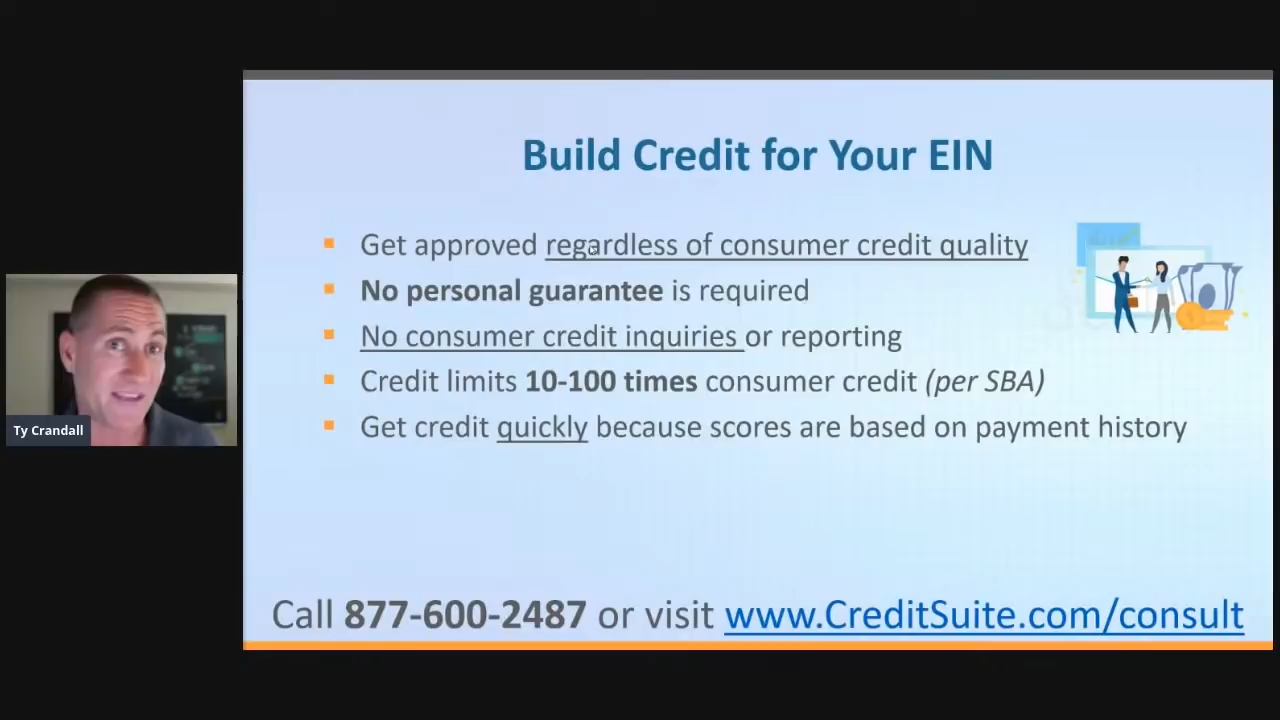 Build Credit for Your EIN
Get approved regardless of consumer credit quality
No personal guarantee is required
No consumer credit inquiries or reporting
Credit limits 10-100 times consumer credit (per SBA)
Get credit quickly because scores are based on payment history
Ty Crandall
Call 877-600-2487 or visit www.CreditSuite.com/consult